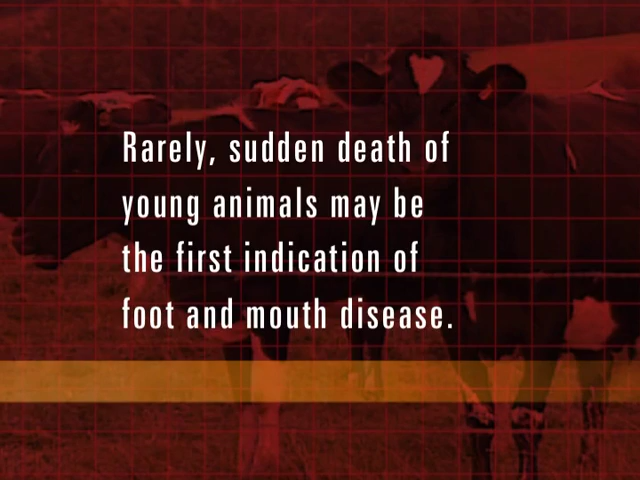 Rarely, sudden death of
young animals may be
the first indication of
foot and mouth disease.